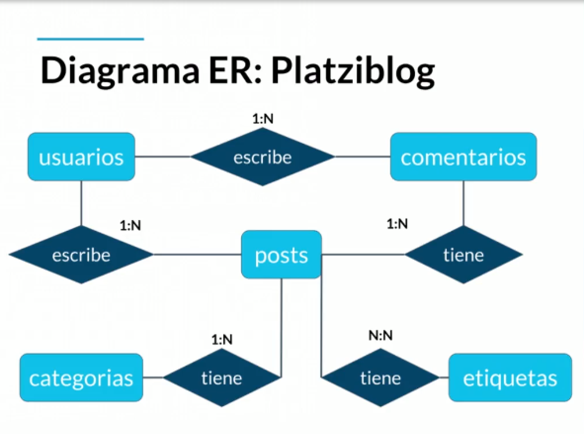 Diagrama ER: Platziblog
1:N
usuarios
escribe
comentarios
1:N
1:N
escribe
posts
tiene
1:N
N:N
categorias
tiene
tiene
etiquetas